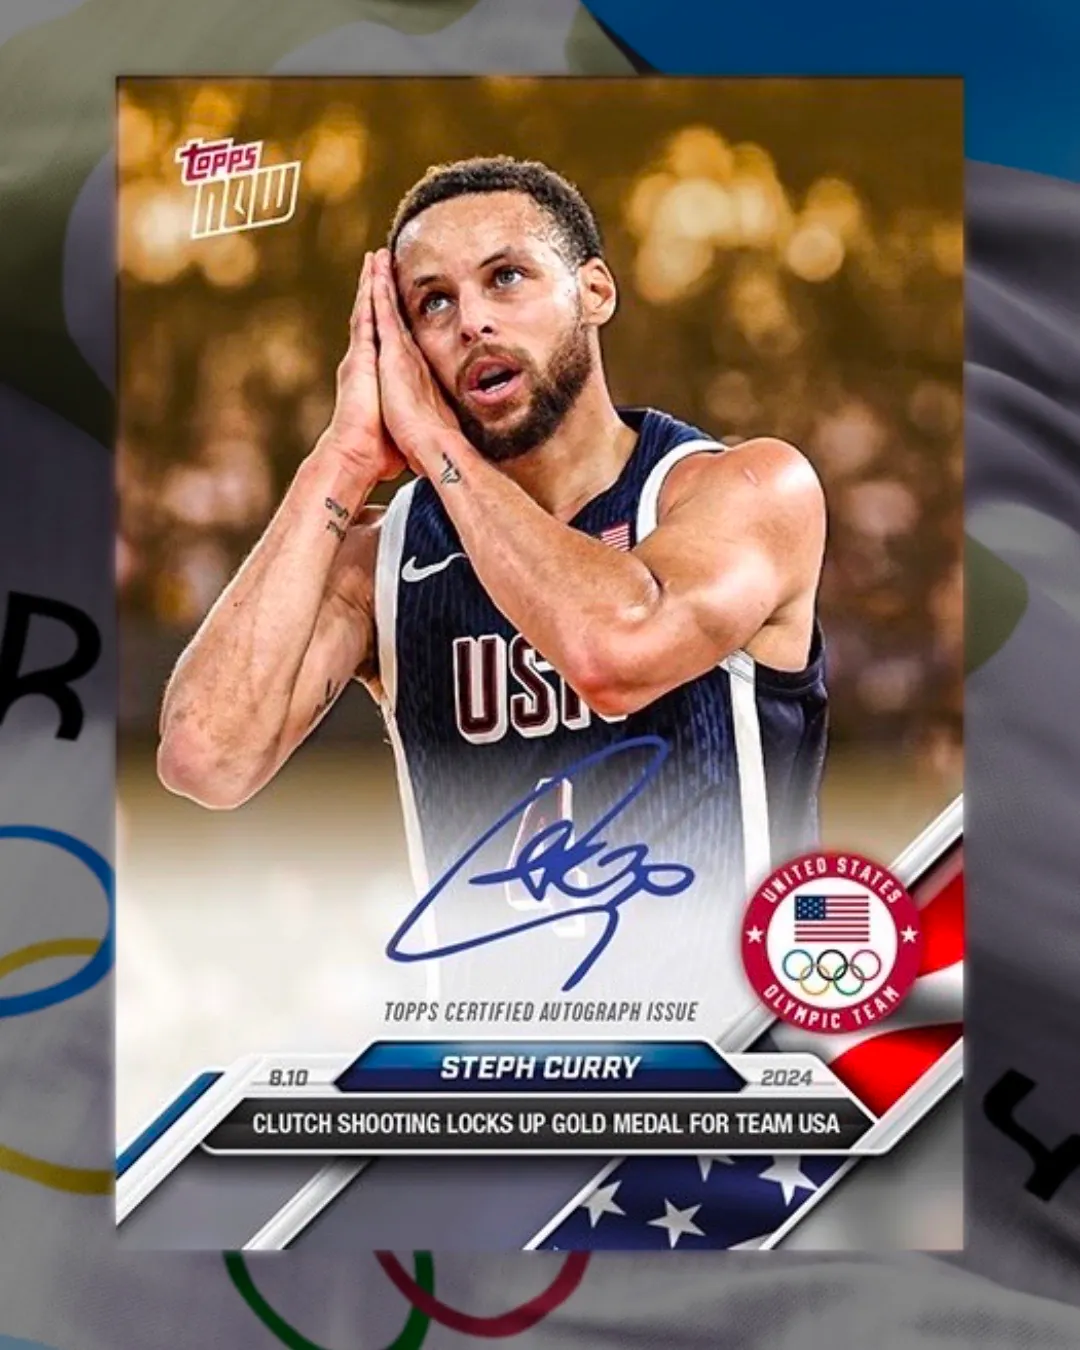 topps
NOW
USA
4
UNITED STATES
OLYMPIC TEAM
TOPPS CERTIFIED AUTOGRAPH ISSUE
STEPH CURRY
8.10
2024
CLUTCH SHOOTING LOCKS UP GOLD MEDAL FOR TEAM USA